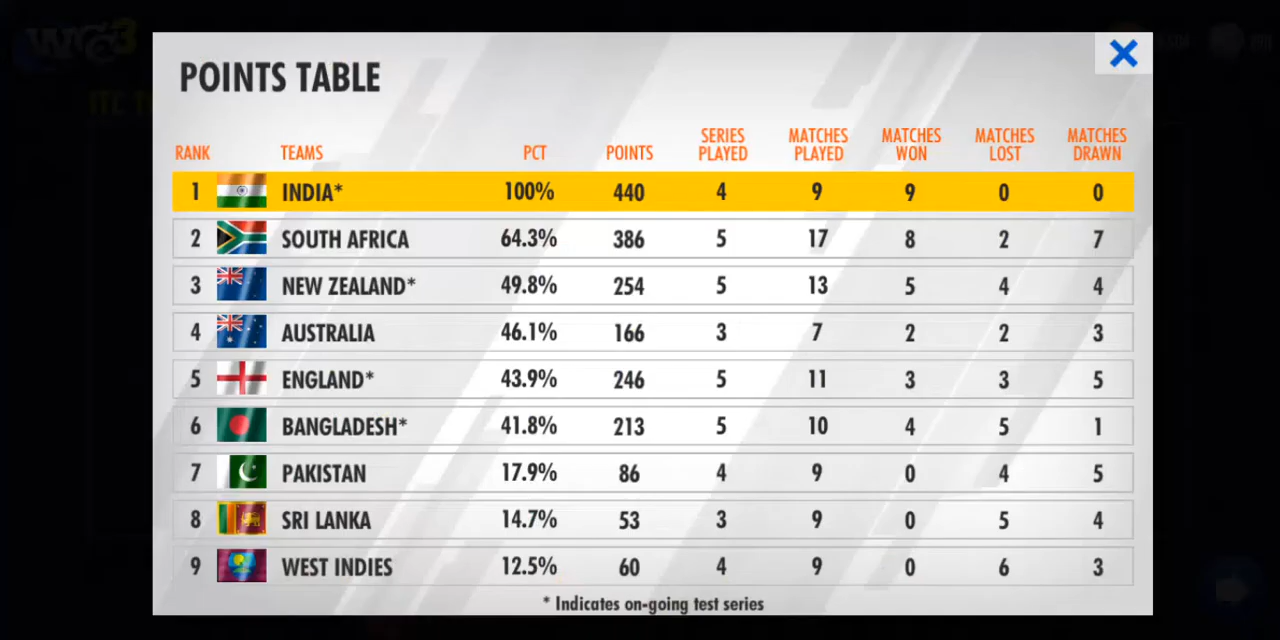 WCC3
POINTS TABLE
RANK TEAMS PCT POINTS SERIES PLAYED MATCHES PLAYED MATCHES WON MATCHES LOST MATCHES DRAWN
1 INDIA* 100% 440 4 9 9 0 0
2 SOUTH AFRICA 64.3% 386 5 17 8 2 7
3 NEW ZEALAND* 49.8% 254 5 13 5 4 4
4 AUSTRALIA 46.1% 166 3 7 2 2 3
5 ENGLAND* 43.9% 246 5 11 3 3 5
6 BANGLADESH* 41.8% 213 5 10 4 5 1
7 PAKISTAN 17.9% 86 4 9 0 4 5
8 SRI LANKA 14.7% 53 3 9 0 5 4
9 WEST INDIES 12.5% 60 4 9 0 6 3
* Indicates on-going test series